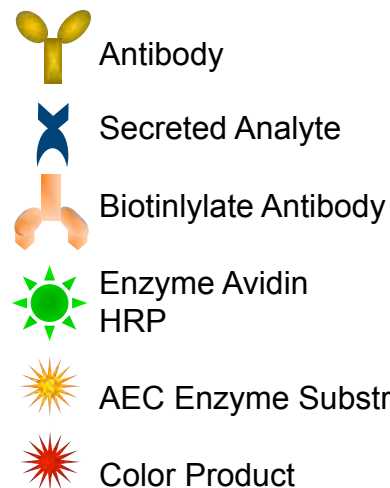 Antibody
Secreted Analyte
Biotinlylate Antibody
Enzyme Avidin
HRP
AEC Enzyme Substr
Color Product